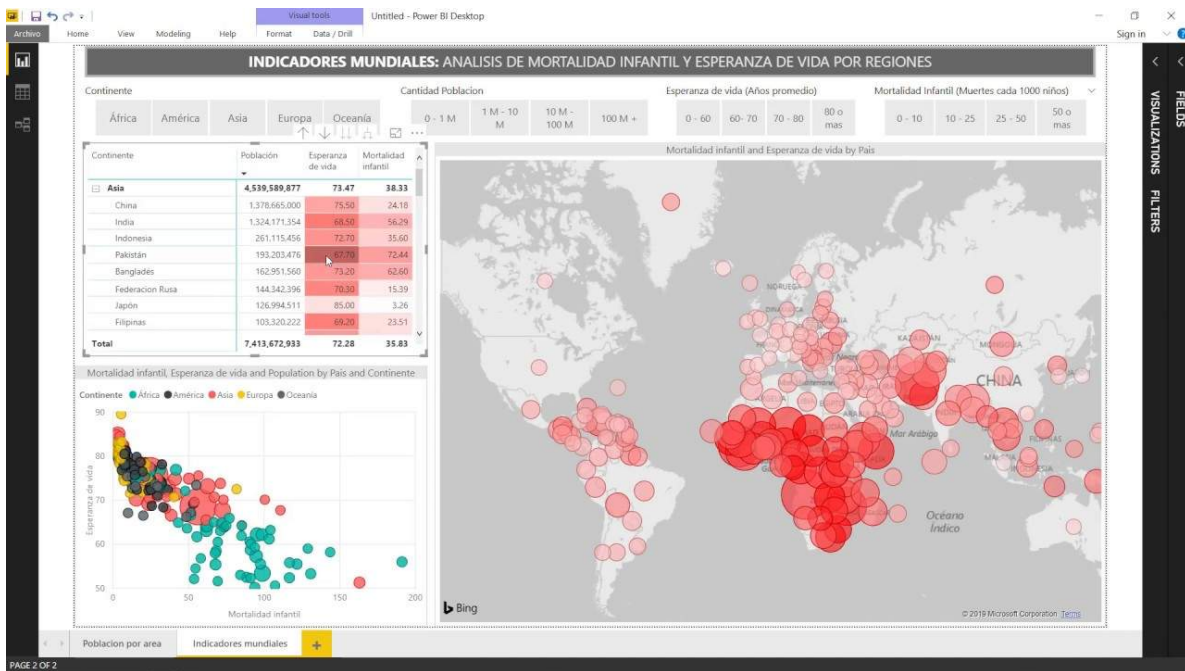 Visual tools
Untitled - Power BI Desktop
Archivo Home View Modeling Help Format Data / Drill
Sign in
INDICADORES MUNDIALES: ANALISIS DE MORTALIDAD INFANTIL Y ESPERANZA DE VIDA POR REGIONES
Continente
África América Asia Europa Oceanía
Cantidad Poblacion
0 - 1 M 1 M - 10 M 10 M - 100 M 100 M +
Esperanza de vida (Años promedio)
0 - 60 60- 70 70 - 80 80 o mas
Mortalidad Infantil (Muertes cada 1000 niños)
0 - 10 10 - 25 25 - 50 50 o mas
Continente Población Esperanza de vida Mortalidad infantil
Asia 4,539,589,877 73.47 38.33
China 1,378,665,000 75,50 24.18
India 1,324,171,354 68,50 56.29
Indonesia 261.115,456 72.70 35.60
Pakistán 193,203,476 67.70 72.44
Banglades 162,951,560 73.20 62.60
Federacion Rusa 144,342,396 70.30 15.39
Japón 126,994,511 85.00 3.26
Filipinas 103,320,222 69.20 23.51
Total 7,413,672,933 72.28 35.83
Mortalidad infantil, Esperanza de vida and Population by Pais and Continente
Continente África América Asia Europa Oceanía
Esperanza de vida
90
80
70
60
50
0 50 100 150 200
Mortalidad infantil
Mortalidad infantil and Esperanza de vida by Pais
NORUEGA
KAZAJISTÁN
MONGOLIA
CHINA
Mar Arábigo
Océano Índico
Bing
© 2019 Microsoft Corporation Terms
VISUALIZATIONS
FILTERS
FIELDS
Poblacion por area Indicadores mundiales
PAGE 2 OF 2